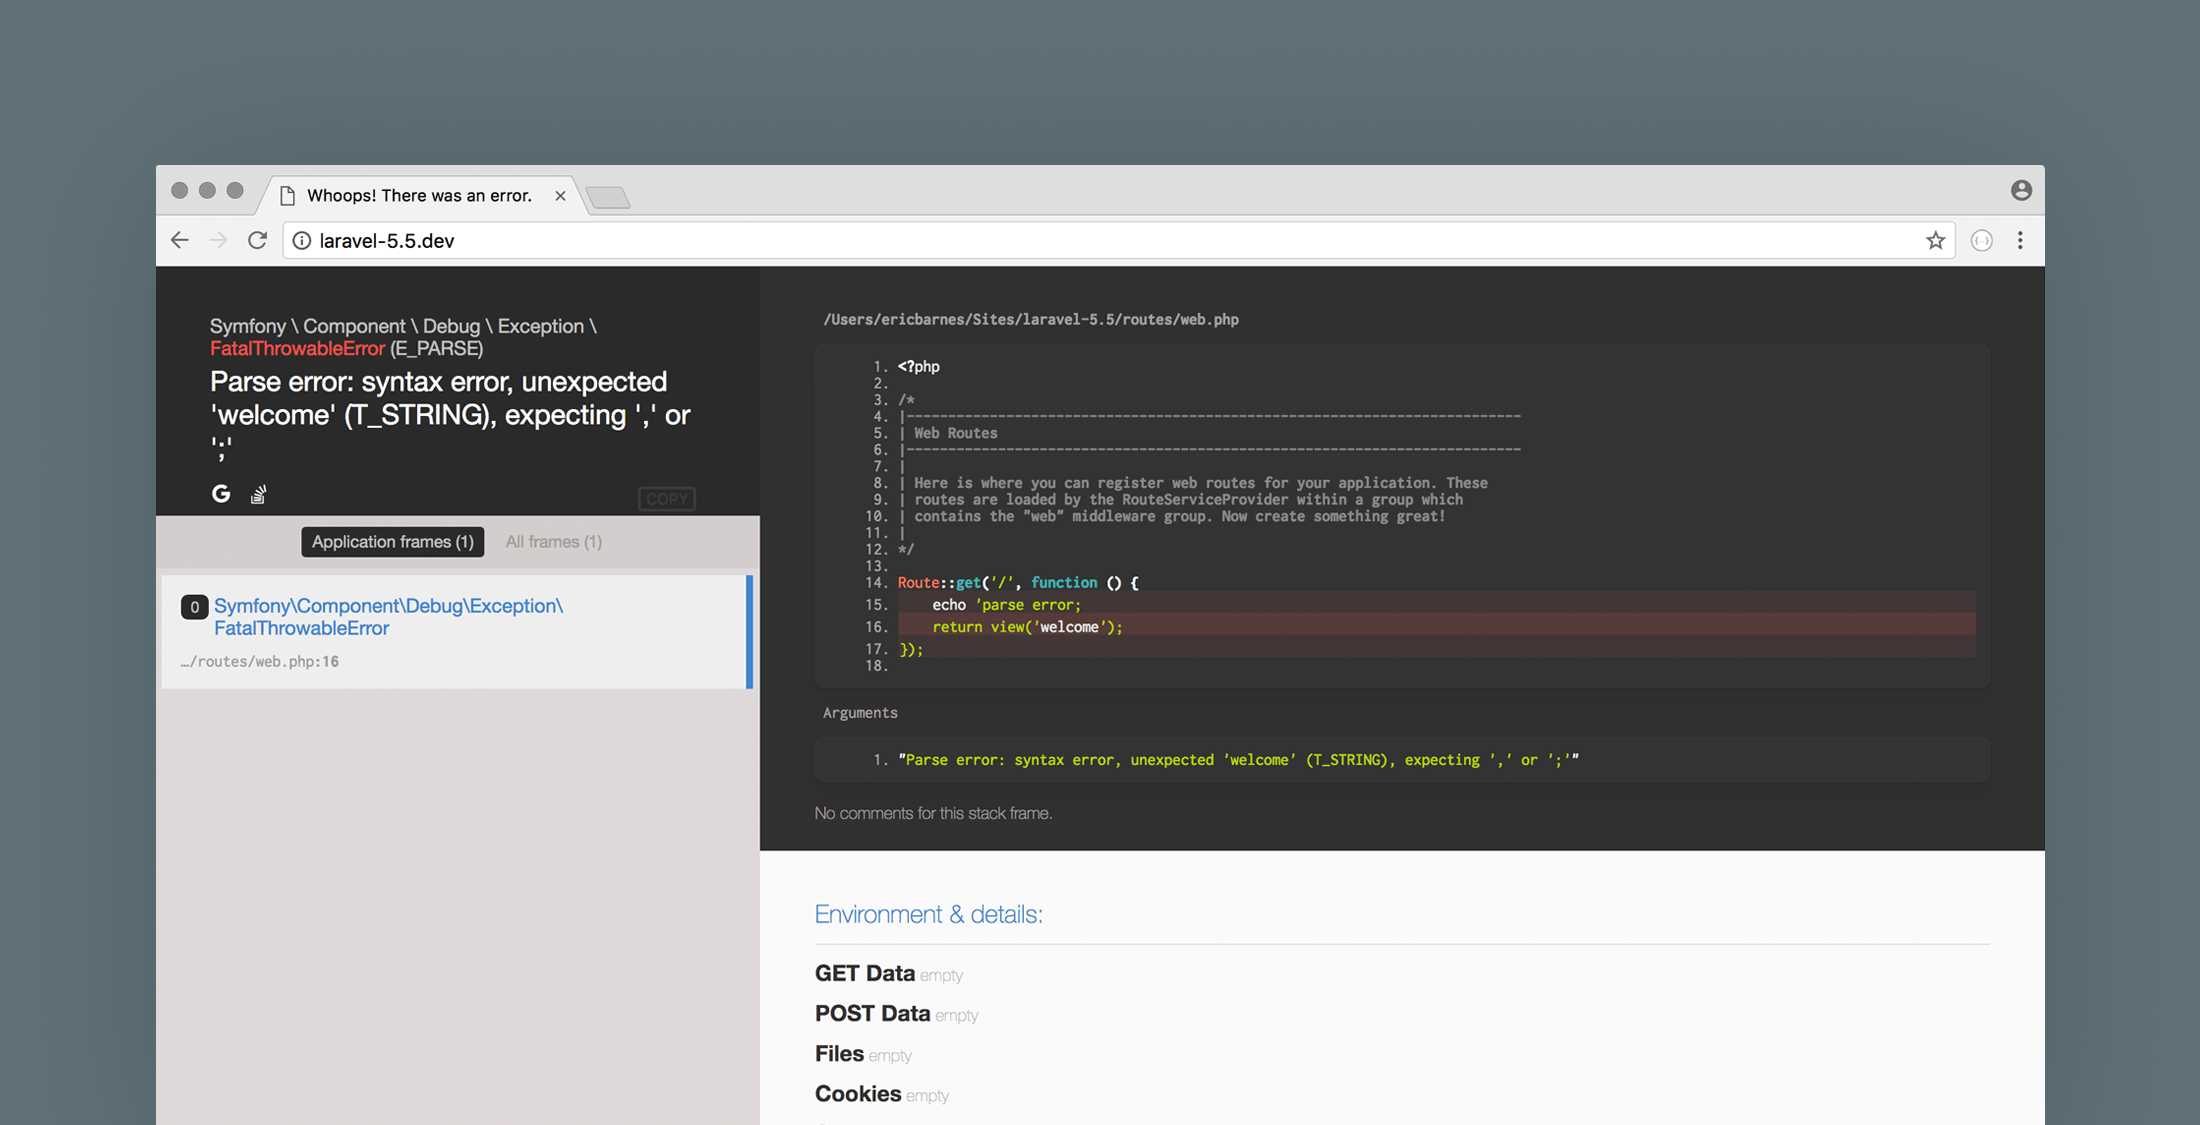 Whoops! There was an error.
laravel-5.5.dev
Symfony \ Component \ Debug \ Exception \
FatalThrowableError (E_PARSE)
Parse error: syntax error, unexpected
'welcome' (T_STRING), expecting ',' or
';'
COPY
Application frames (1) All frames (1)
0 Symfony\Component\Debug\Exception\
FatalThrowableError
…/routes/web.php:16
/Users/ericbarnes/Sites/laravel-5.5/routes/web.php
1. <?php
2.
3. /*
4. |--------------------------------------------------------------------------
5. | Web Routes
6. |--------------------------------------------------------------------------
7. |
8. | Here is where you can register web routes for your application. These
9. | routes are loaded by the RouteServiceProvider within a group which
10. | contains the "web" middleware group. Now create something great!
11. |
12. */
13.
14. Route::get('/', function () {
15.     echo 'parse error;
16.     return view('welcome');
17. });
18.
Arguments
1. "Parse error: syntax error, unexpected 'welcome' (T_STRING), expecting ',' or ';'"
No comments for this stack frame.
Environment & details:
GET Data empty
POST Data empty
Files empty
Cookies empty